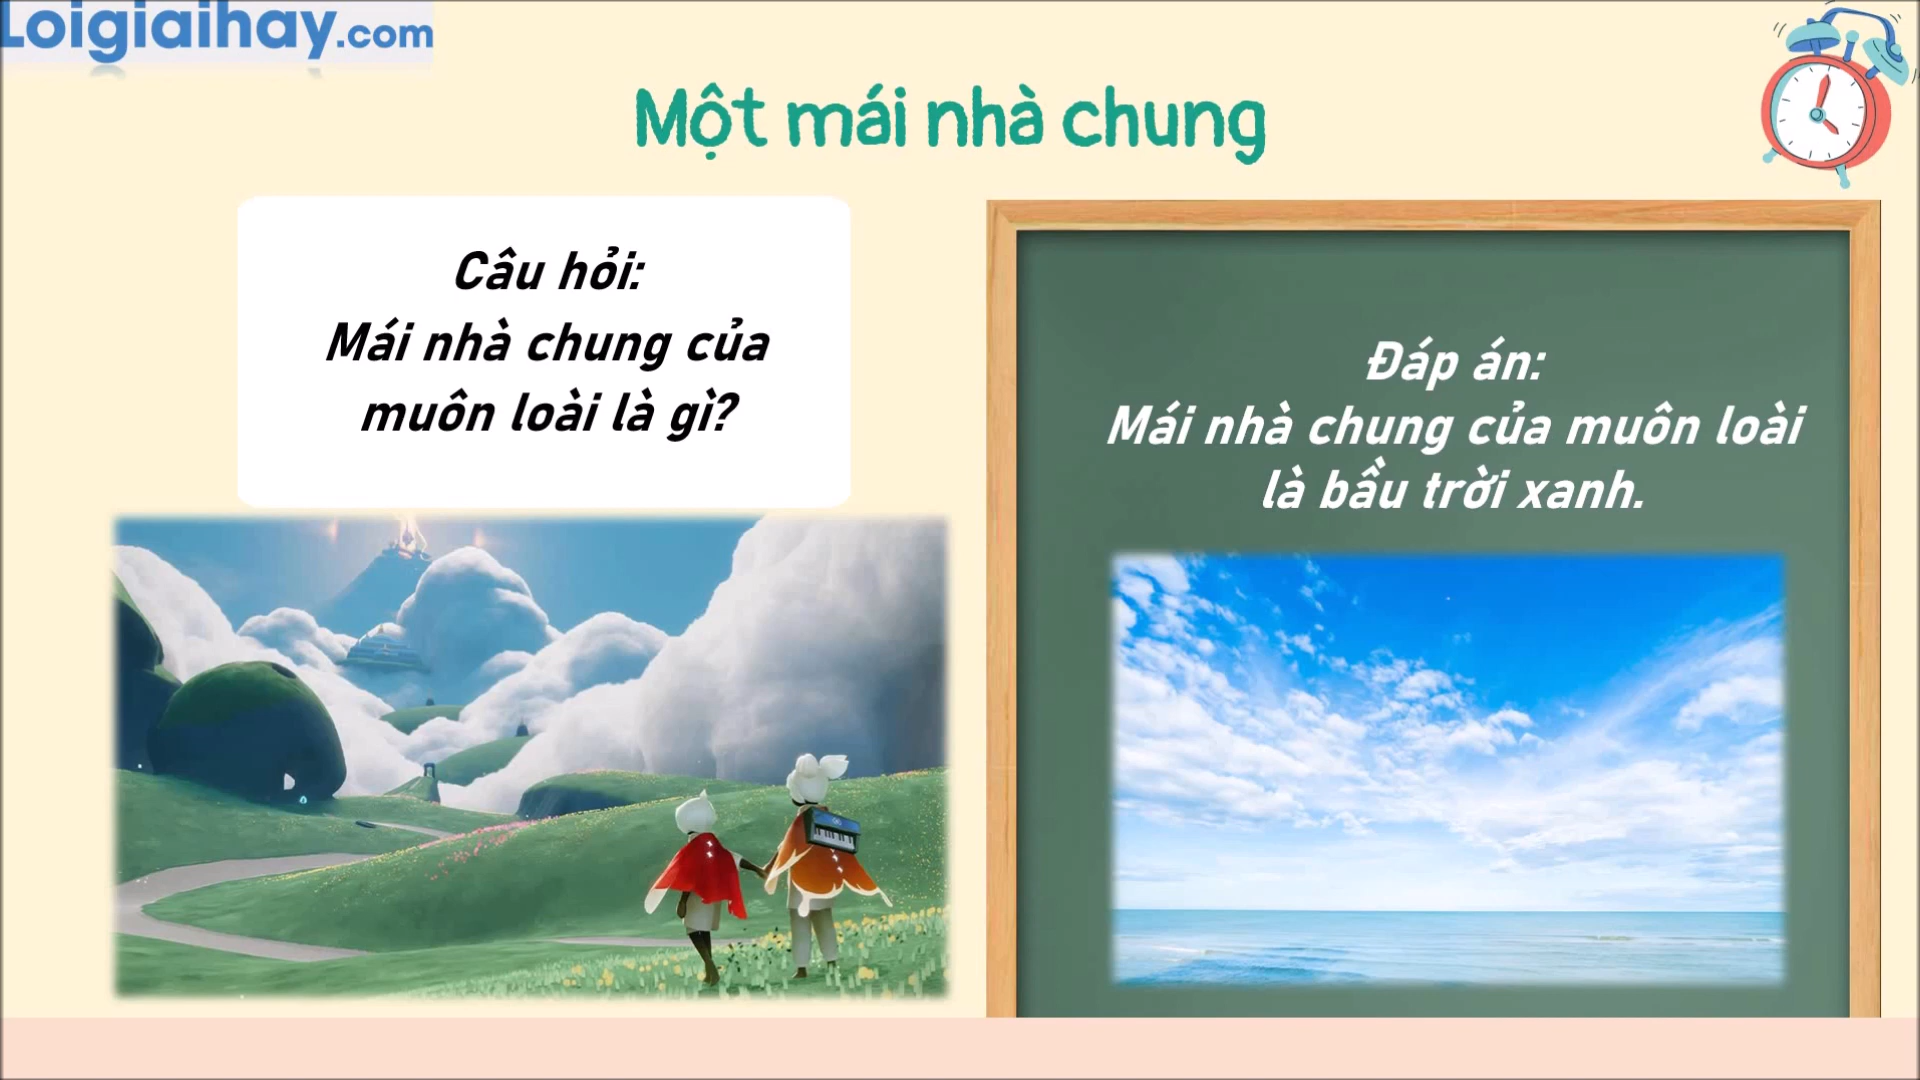 Loigiaihay.com
Một mái nhà chung
Câu hỏi:
Mái nhà chung của
muôn loài là gì?
Đáp án:
Mái nhà chung của muôn loài
là bầu trời xanh.